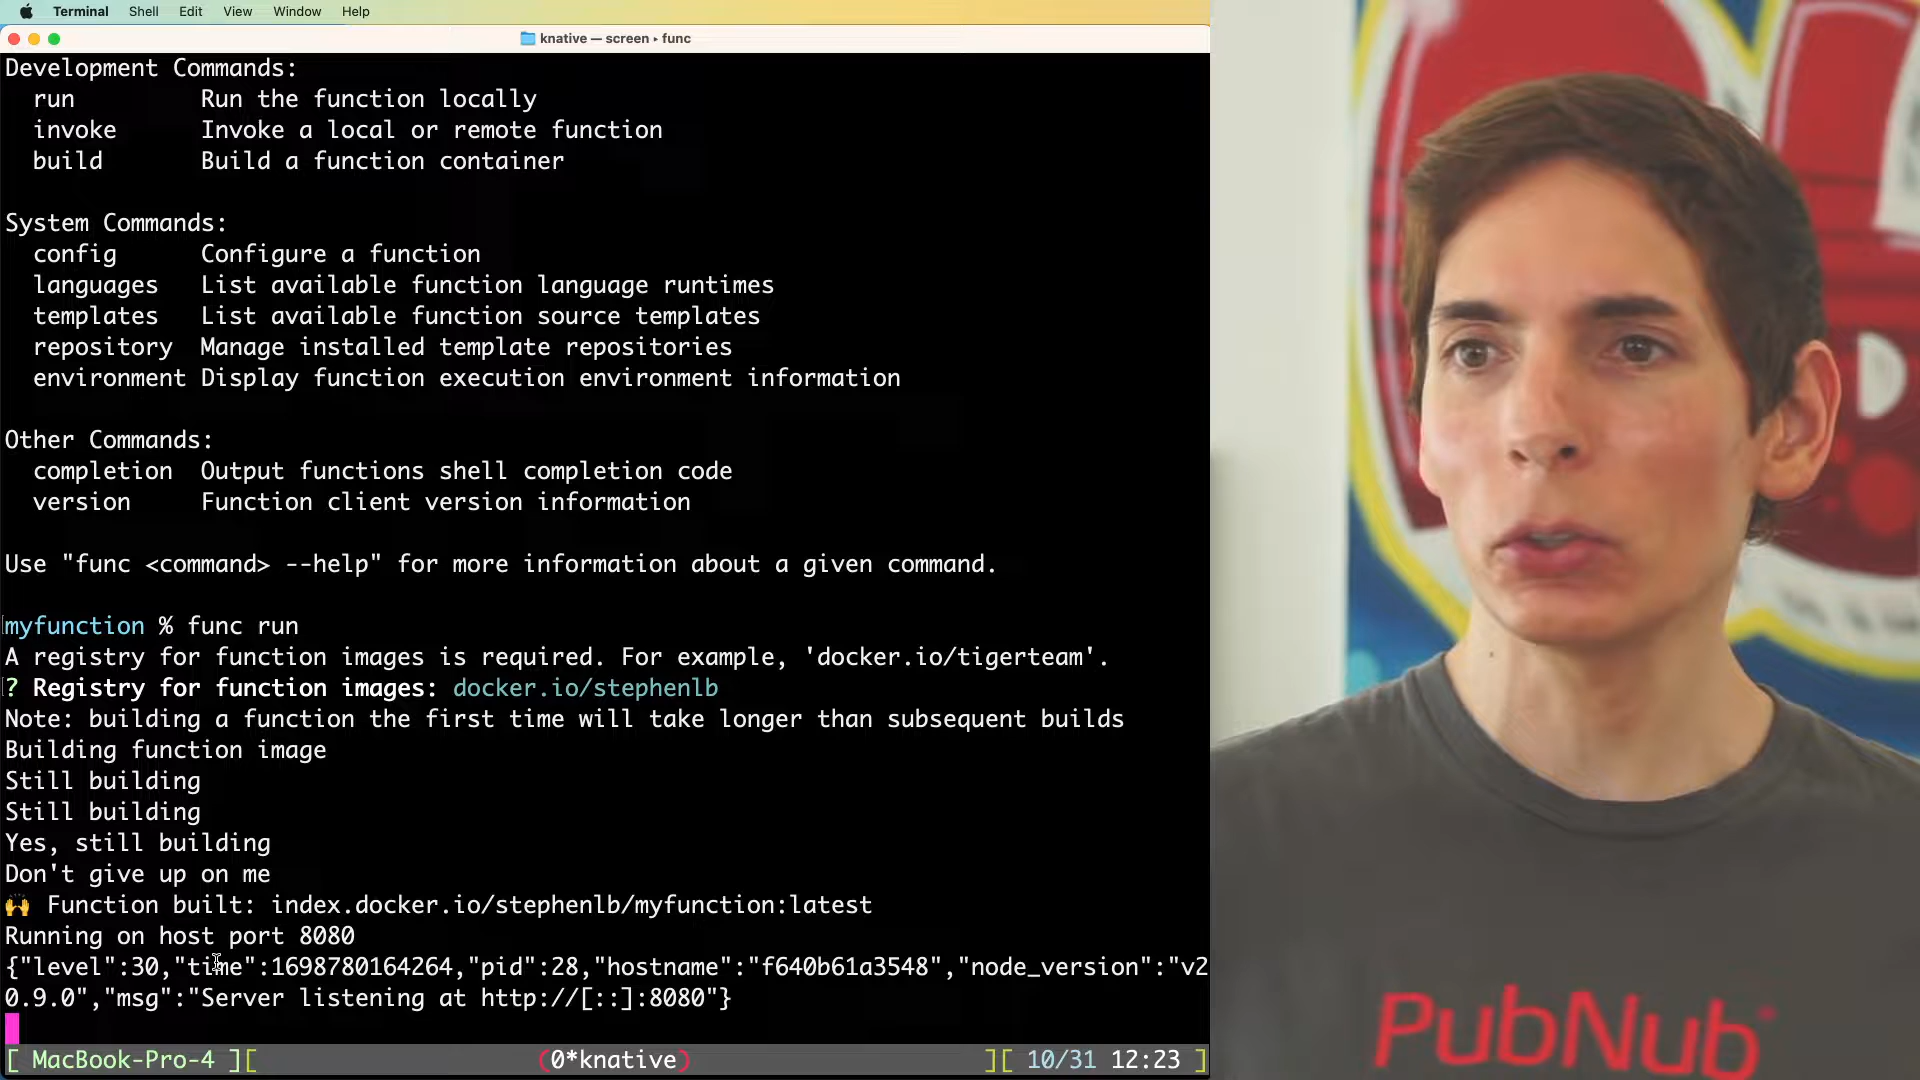 Terminal Shell Edit View Window Help
knative — screen ▸ func
Development Commands:
run Run the function locally
invoke Invoke a local or remote function
build Build a function container
System Commands:
config Configure a function
languages List available function language runtimes
templates List available function source templates
repository Manage installed template repositories
environment Display function execution environment information
Other Commands:
completion Output functions shell completion code
version Function client version information
Use "func <command> --help" for more information about a given command.
myfunction % func run
A registry for function images is required. For example, 'docker.io/tigerteam'.
? Registry for function images: docker.io/stephenlb
Note: building a function the first time will take longer than subsequent builds
Building function image
Still building
Still building
Yes, still building
Don't give up on me
🙌 Function built: index.docker.io/stephenlb/myfunction:latest
Running on host port 8080
{"level":30,"time":1698780164264,"pid":28,"hostname":"f640b61a3548","node_version":"v2
0.9.0","msg":"Server listening at http://[::]:8080"}
[ MacBook-Pro-4 ][ (0*knative) ][ 10/31 12:23 ]
PubNub